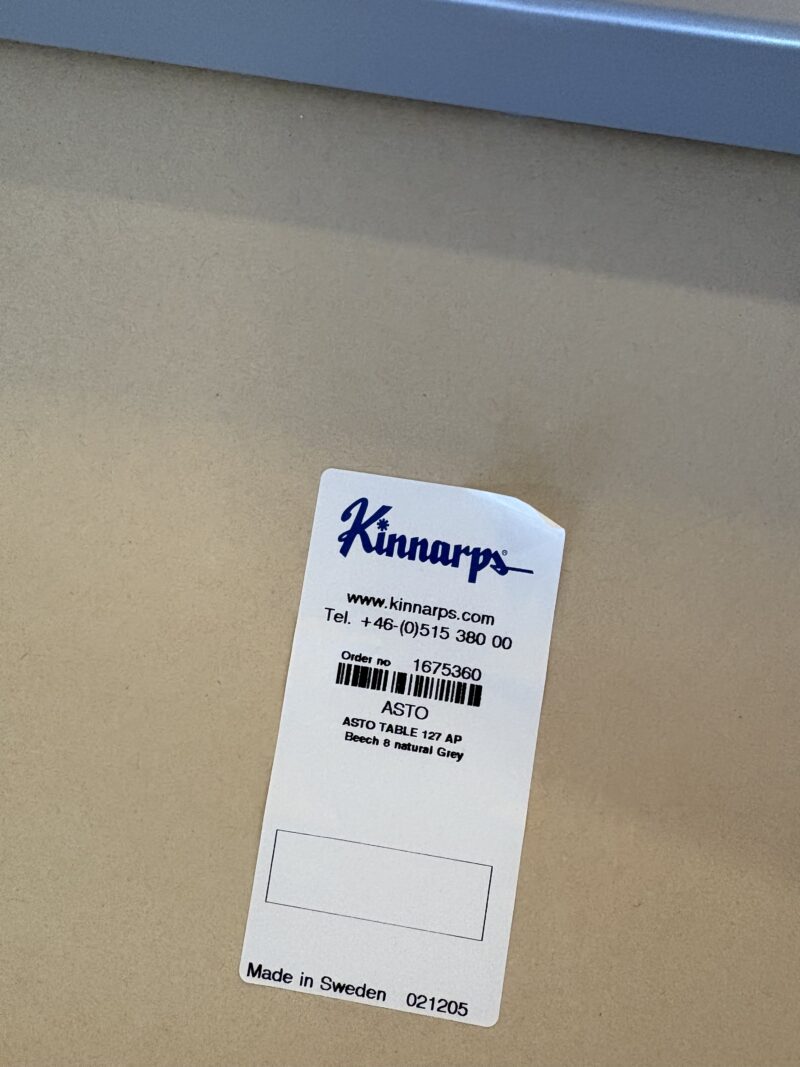 Kinnarps®
www.kinnarps.com
Tel. +46-(0)515 380 00
Order no 1675360
ASTO
ASTO TABLE 127 AP
Beech 8 natural Grey
Made in Sweden 021205